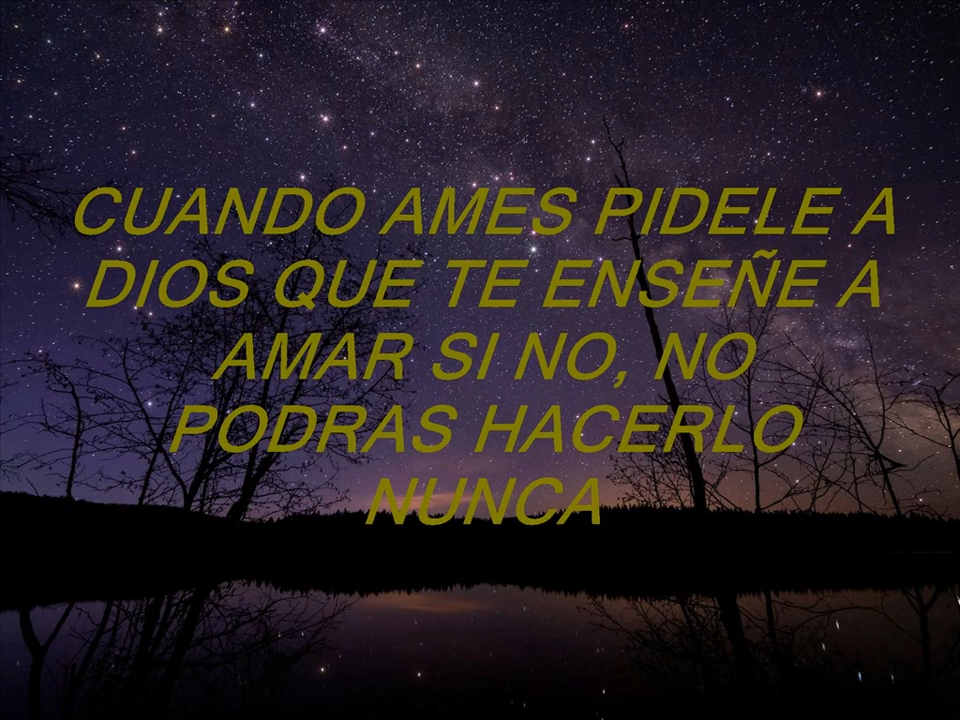 CUANDO AMES PIDELE A
DIOS QUE TE ENSEÑE A
AMAR SI NO, NO
PODRAS HACERLO
NUNCA